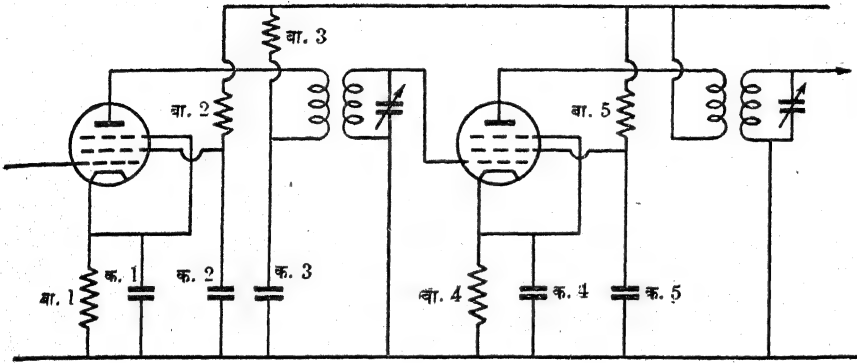 बा. 3
बा. 2
बा. 5
क. 1
क. 2
क. 3
बा. 1
बा. 4
क. 4
क. 5